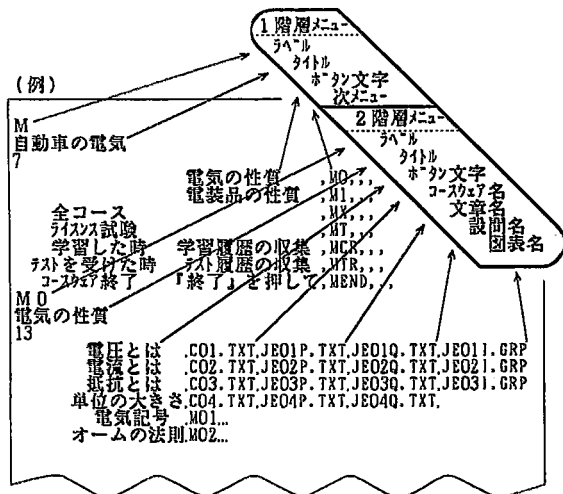 1階層メニュー
ラベル
タイトル
ボタン文字
次メニュー
2階層メニュー
ラベル
タイトル
ボタン文字
コースウェア名
文章名
設問名
図表名
(例)
M
自動車の電気
7
電気の性質 ,M0,,,
電装品の性質 ,M1,,,
全コース ,MX,,,
ライスンス試験 ,MT,,,
学習した時 学習履歴の収集 ,MCR,,,
テストを受けた時 テスト履歴の収集 ,MTR,,,
コースウェア終了 『終了』を押して,MEND,,,
M0
電気の性質
13
電圧とは .C01.TXT,JE01P.TXT,JE01Q.TXT,JE01I.GRP
電流とは .C02.TXT,JE02P.TXT,JE02Q.TXT,JE02I.GRP
抵抗とは .C03.TXT,JE03P.TXT,JE03Q.TXT,JE03I.GRP
単位の大きさ.C04.TXT,JE04P.TXT,JE04Q.TXT.
電気記号 .M01...
オームの法則.M02...